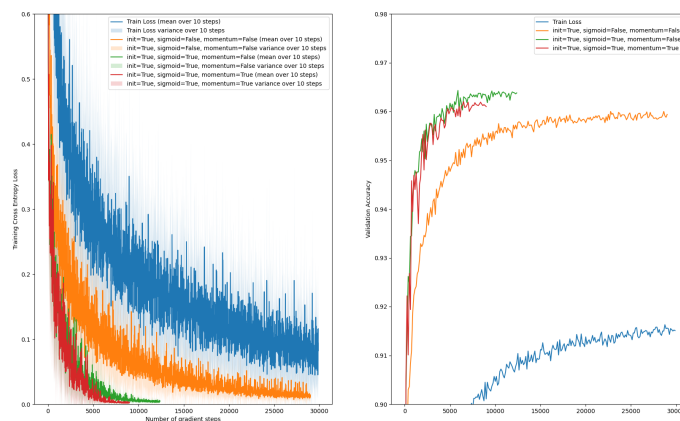 0.6
0.5
0.4
0.3
0.2
0.1
0.0
Training Cross Entropy Loss
0
5000
10000
15000
20000
25000
30000
Number of gradient steps
Train Loss (mean over 10 steps)
Train Loss variance over 10 steps
init=True, sigmoid=False, momentum=False (mean over 10 steps)
init=True, sigmoid=False, momentum=False variance over 10 steps
init=True, sigmoid=True, momentum=False (mean over 10 steps)
init=True, sigmoid=True, momentum=False variance over 10 steps
init=True, sigmoid=True, momentum=True (mean over 10 steps)
init=True, sigmoid=True, momentum=True variance over 10 steps
0.98
0.97
0.96
0.95
0.94
0.93
0.92
0.91
0.90
Validation Accuracy
0
5000
10000
15000
20000
25000
3000
Train Loss
init=True, sigmoid=False, momentum=False
init=True, sigmoid=True, momentum=False
init=True, sigmoid=True, momentum=True